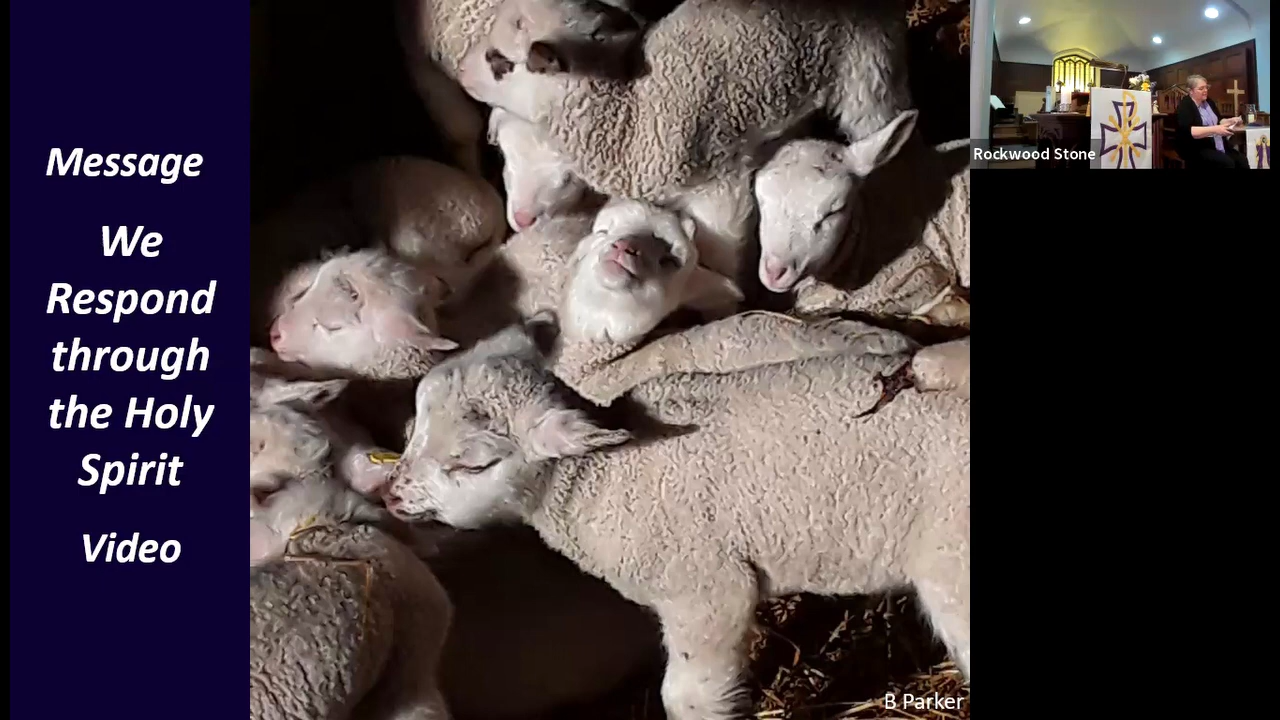 Message
We
Respond
through
the Holy
Spirit
Video
Rockwood Stone
B Parker